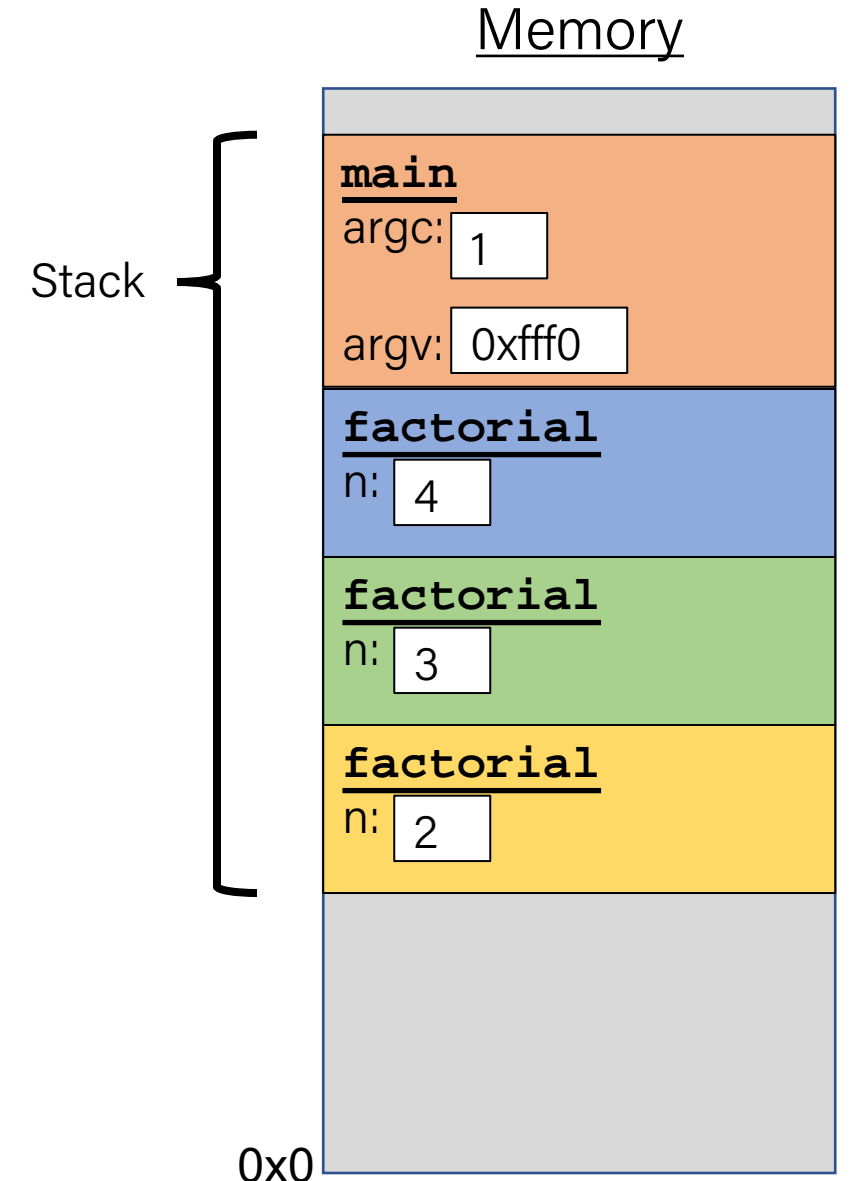 Memory
Stack
main
argc: 1
argv: 0xfff0
factorial
n: 4
factorial
n: 3
factorial
n: 2
0x0